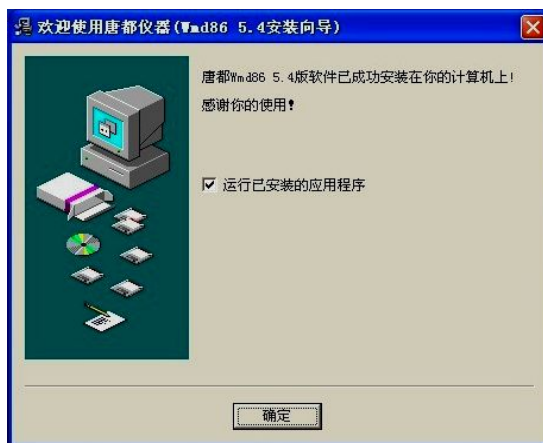 欢迎使用唐都仪器(Wmd86 5.4安装向导)
唐都Wmd86 5.4版软件已成功安装在你的计算机上!
感谢你的使用!
运行已安装的应用程序
确定